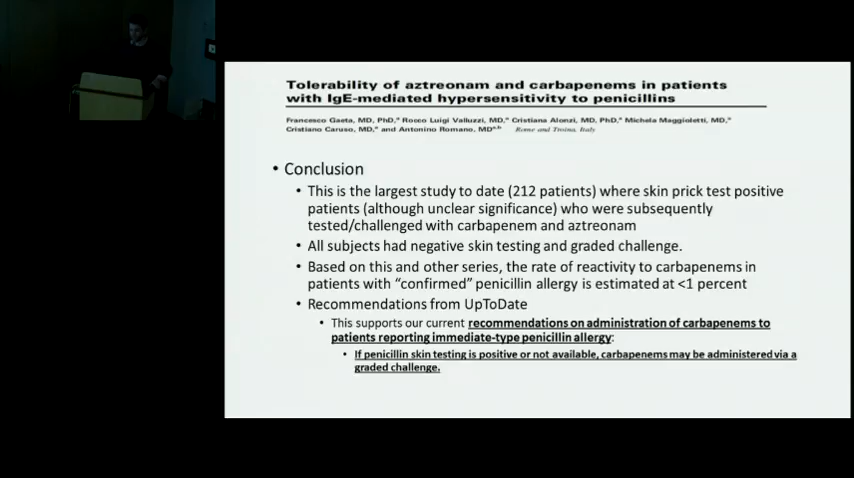 Tolerability of aztreonam and carbapenems in patients
with IgE-mediated hypersensitivity to penicillins
Francesco Gaeta, MD, PhD,a Rocco Luigi Valluzzi, MD,a Cristiana Alonzi, MD, PhD,a Michela Maggioletti, MD,a
Cristiano Caruso, MD,a and Antonino Romano, MDa,b Rome and Troina, Italy
• Conclusion
• This is the largest study to date (212 patients) where skin prick test positive
patients (although unclear significance) who were subsequently
tested/challenged with carbapenem and aztreonam
• All subjects had negative skin testing and graded challenge.
• Based on this and other series, the rate of reactivity to carbapenems in
patients with “confirmed” penicillin allergy is estimated at <1 percent
• Recommendations from UpToDate
• This supports our current recommendations on administration of carbapenems to
patients reporting immediate-type penicillin allergy:
• If penicillin skin testing is positive or not available, carbapenems may be administered via a
graded challenge.